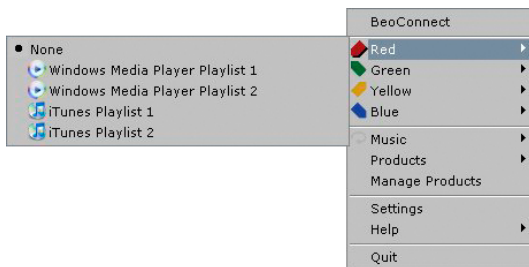 BeoConnect
Red
Green
Yellow
Blue
Music
Products
Manage Products
Settings
Help
Quit
None
Windows Media Player Playlist 1
Windows Media Player Playlist 2
iTunes Playlist 1
iTunes Playlist 2